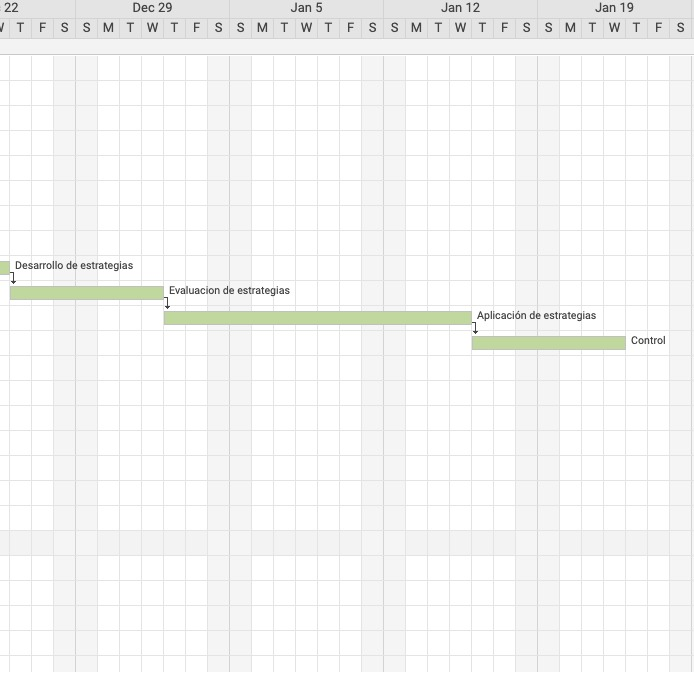 22 Dec 29 Jan 5 Jan 12 Jan 19
W T F S S M T W T F S S M T W T F S S M T W T F S S M T W T F S
Desarrollo de estrategias
Evaluacion de estrategias
Aplicación de estrategias
Control